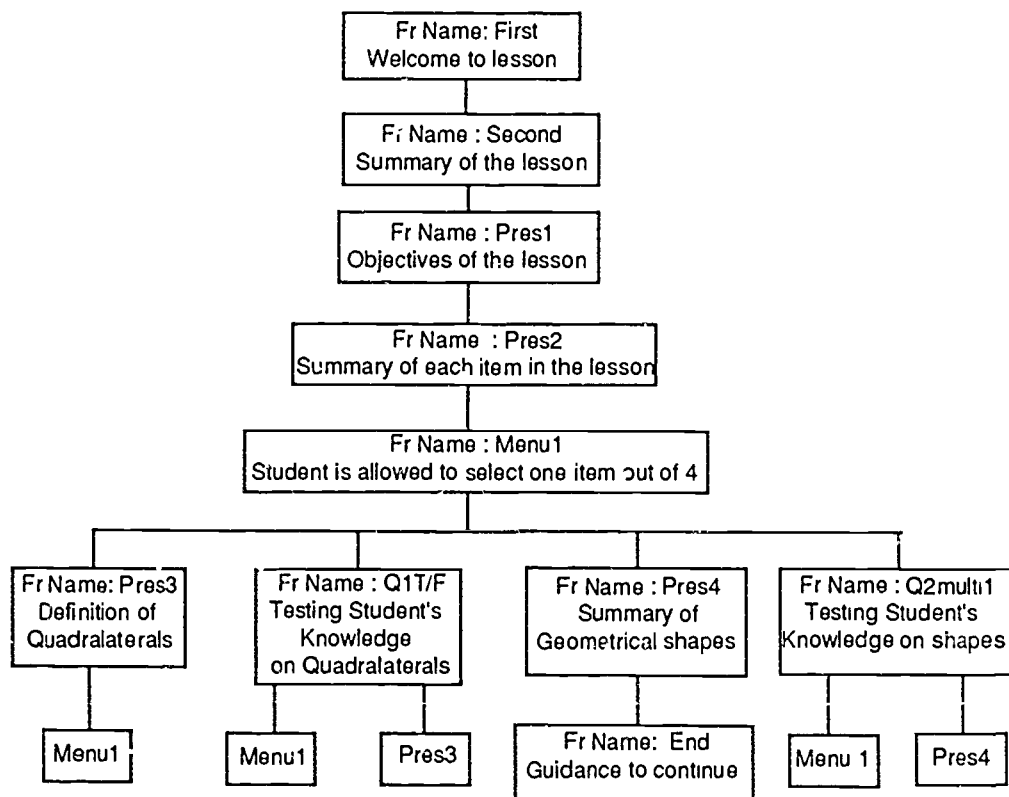 Fr Name: First
Welcome to lesson
Fr Name : Second
Summary of the lesson
Fr Name : Pres1
Objectives of the lesson
Fr Name : Pres2
Summary of each item in the lesson
Fr Name : Menu1
Student is allowed to select one item out of 4
Fr Name: Pres3
Definition of
Quadralaterals
Fr Name : Q1T/F
Testing Student's
Knowledge
on Quadralaterals
Fr Name : Pres4
Summary of
Geometrical shapes
Fr Name : Q2multi1
Testing Student's
Knowledge on shapes
Menu1
Menu1
Pres3
Fr Name: End
Guidance to continue
Menu 1
Pres4